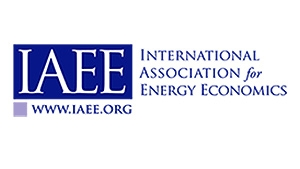 IAEE
WWW.IAEE.ORG
INTERNATIONAL
ASSOCIATION for
ENERGY ECONOMICS